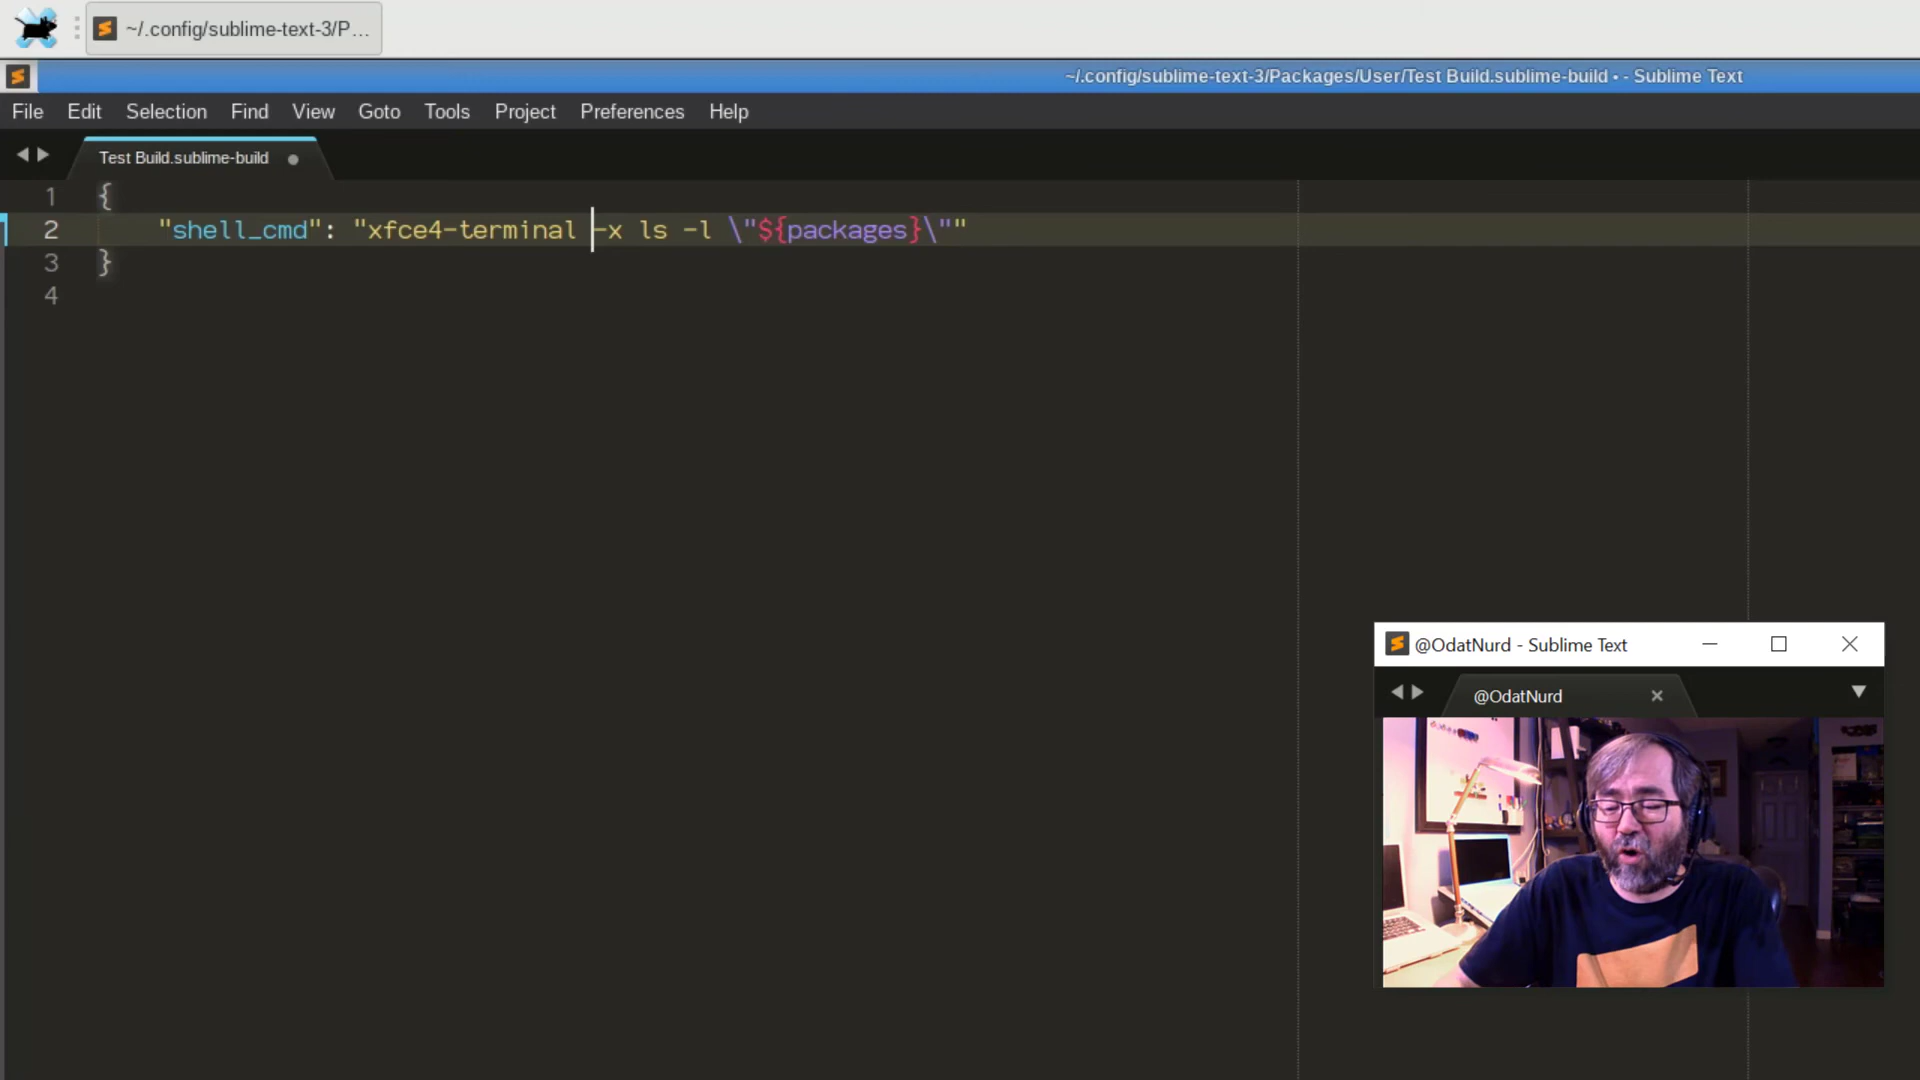 ~/.config/sublime-text-3/P...
~/.config/sublime-text-3/Packages/User/Test Build.sublime-build • - Sublime Text
File Edit Selection Find View Goto Tools Project Preferences Help
Test Build.sublime-build
1 {
2 "shell_cmd": "xfce4-terminal -x ls -l \"${packages}\""
3 }
4
@OdatNurd - Sublime Text
@OdatNurd